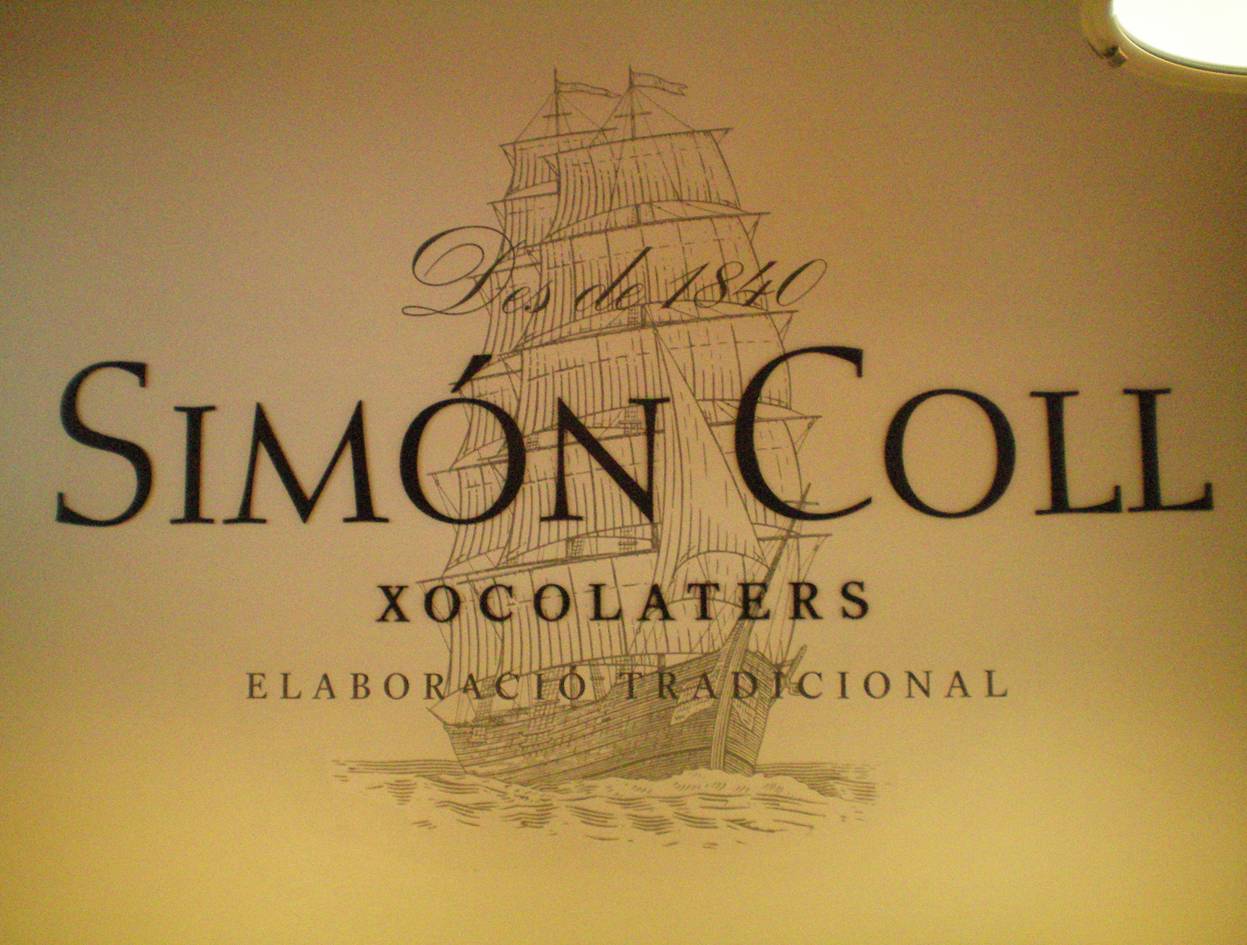 Des de 1840
SIMÓN COLL
XOCOLATERS
ELABORACIÓ TRADICIONAL